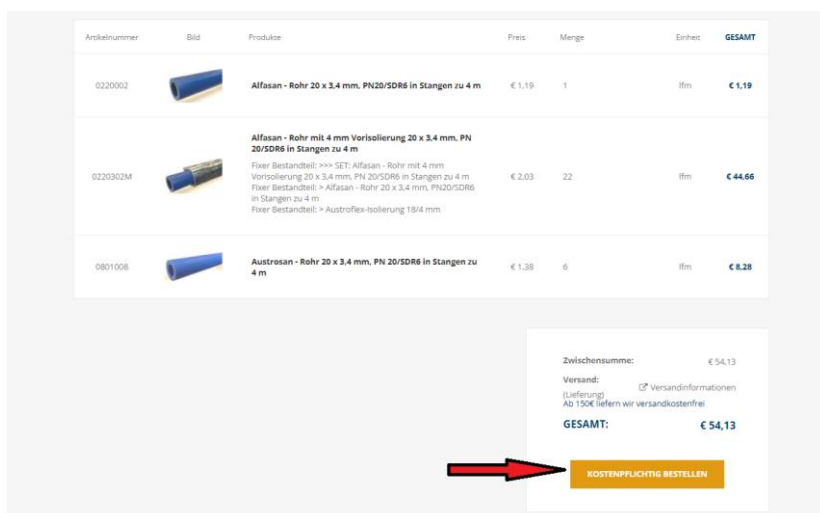 Artikelnummer Bild Produkte Preis Menge Einheit GESAMT
0220002 Alfasan - Rohr 20 x 3,4 mm, PN20/SDR6 in Stangen zu 4 m € 1,19 1 lfm € 1,19
Alfasan - Rohr mit 4 mm Vorisolierung 20 x 3,4 mm, PN
20/SDR6 in Stangen zu 4 m
Fixer Bestandteil: >>> SET: Alfasan - Rohr mit 4 mm
Vorisolierung 20 x 3,4 mm, PN 20/SDR6 in Stangen zu 4 m
0220302M Fixer Bestandteil: > Alfasan - Rohr 20 x 3,4 mm, PN20/SDR6 € 2,03 22 lfm € 44,66
in Stangen zu 4 m
Fixer Bestandteil: > Austroflex-Isolierung 18/4 mm
0801008 Austrosan - Rohr 20 x 3,4 mm, PN 20/SDR6 in Stangen zu € 1,38 6 lfm € 8,28
4 m
Zwischensumme: € 54,13
Versand:
(Lieferung) Versandinformationen
Ab 150€ liefern wir versandkostenfrei
GESAMT: € 54,13
KOSTENPFLICHTIG BESTELLEN